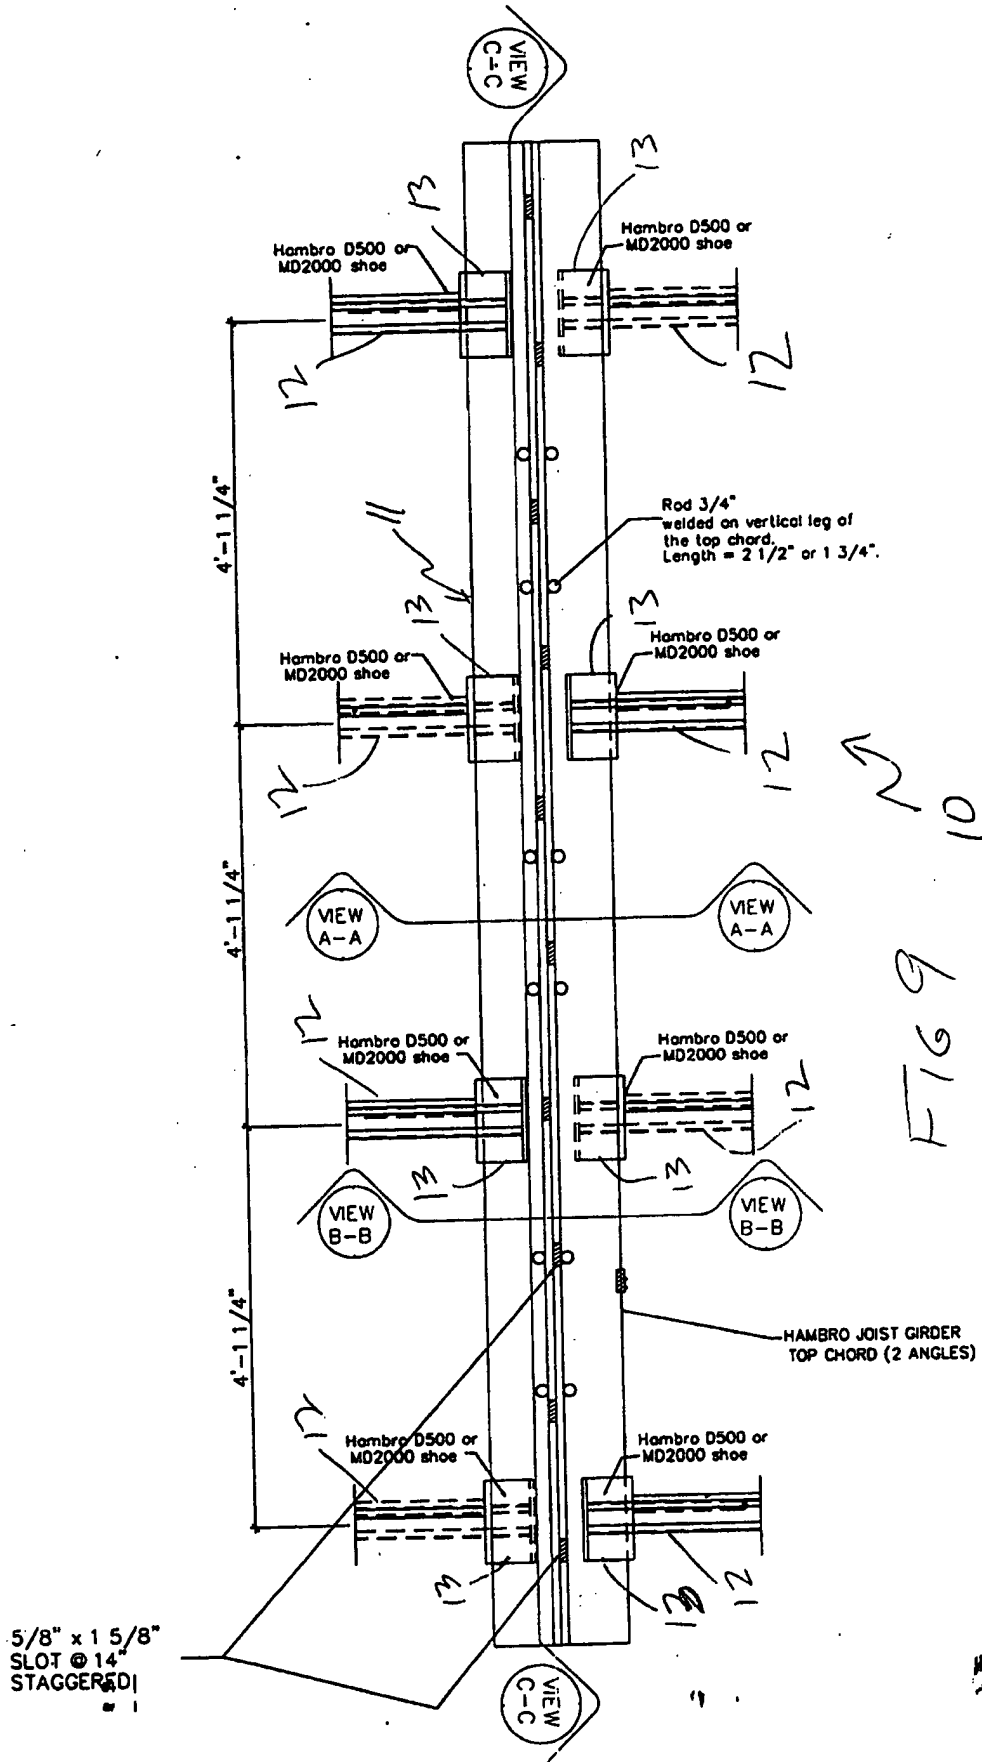 VIEW
C-C
13
13
Hambro D500 or
MD2000 shoe
Hambro D500 or
MD2000 shoe
12
12
4'-1 1/4"
11
Rod 3/4"
welded on vertical leg of
the top chord.
Length = 2 1/2" or 1 3/4".
13
13
Hambro D500 or
MD2000 shoe
Hambro D500 or
MD2000 shoe
12
12
10
4'-1 1/4"
VIEW
A-A
VIEW
A-A
FIG 9
12
Hambro D500 or
MD2000 shoe
Hambro D500 or
MD2000 shoe
12
13
13
VIEW
B-B
VIEW
B-B
4'-1 1/4"
HAMBRO JOIST GIRDER
TOP CHORD (2 ANGLES)
12
Hambro D500 or
MD2000 shoe
Hambro D500 or
MD2000 shoe
13
13
12
5/8" x 1 5/8"
SLOT @ 14"
STAGGERED
VIEW
C-C